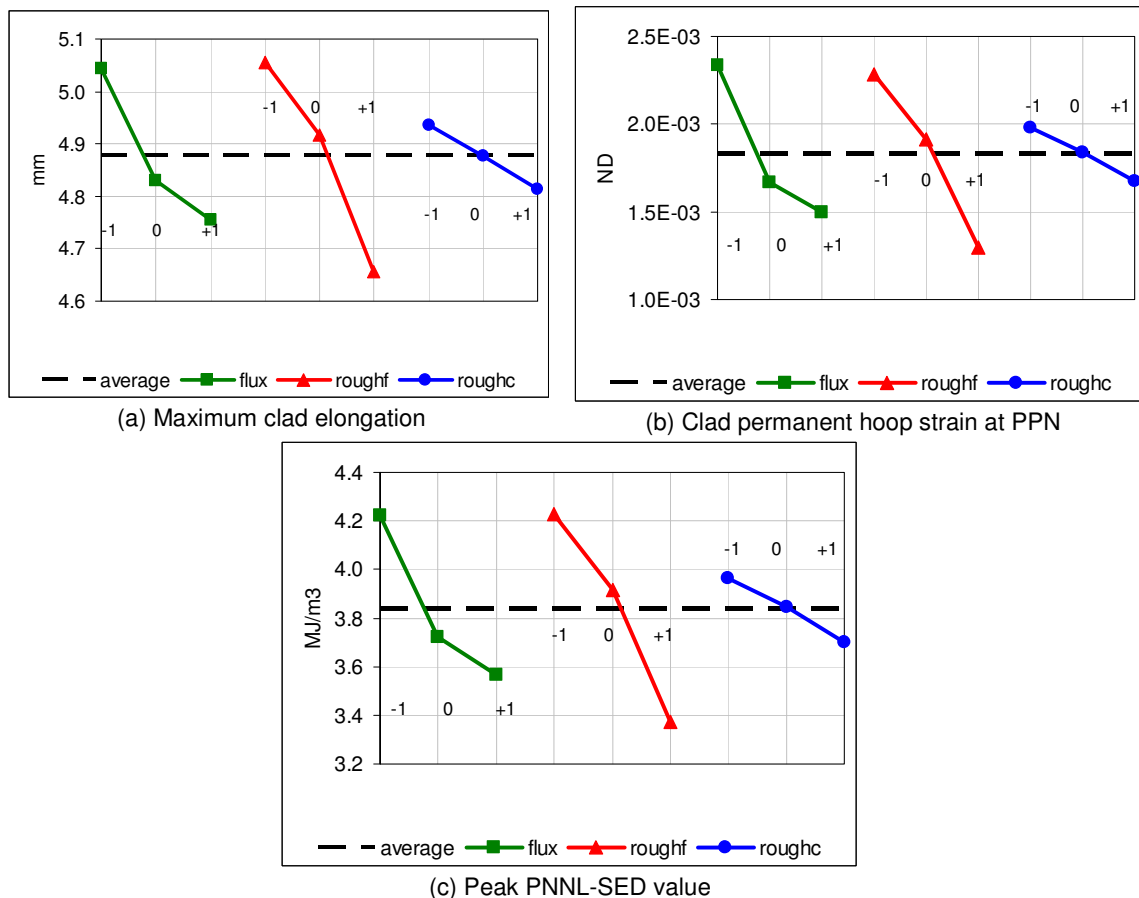 5.1
5.0
4.9
4.8
4.7
4.6
mm
-1 0 +1
-1 0 +1
-1 0 +1
average flux roughf roughc
(a) Maximum clad elongation
2.5E-03
2.0E-03
1.5E-03
1.0E-03
ND
-1 0 +1
-1 0 +1
-1 0 +1
average flux roughf roughc
(b) Clad permanent hoop strain at PPN
4.4
4.2
4.0
3.8
3.6
3.4
3.2
MJ/m3
-1 0 +1
-1 0 +1
-1 0 +1
average flux roughf roughc
(c) Peak PNNL-SED value